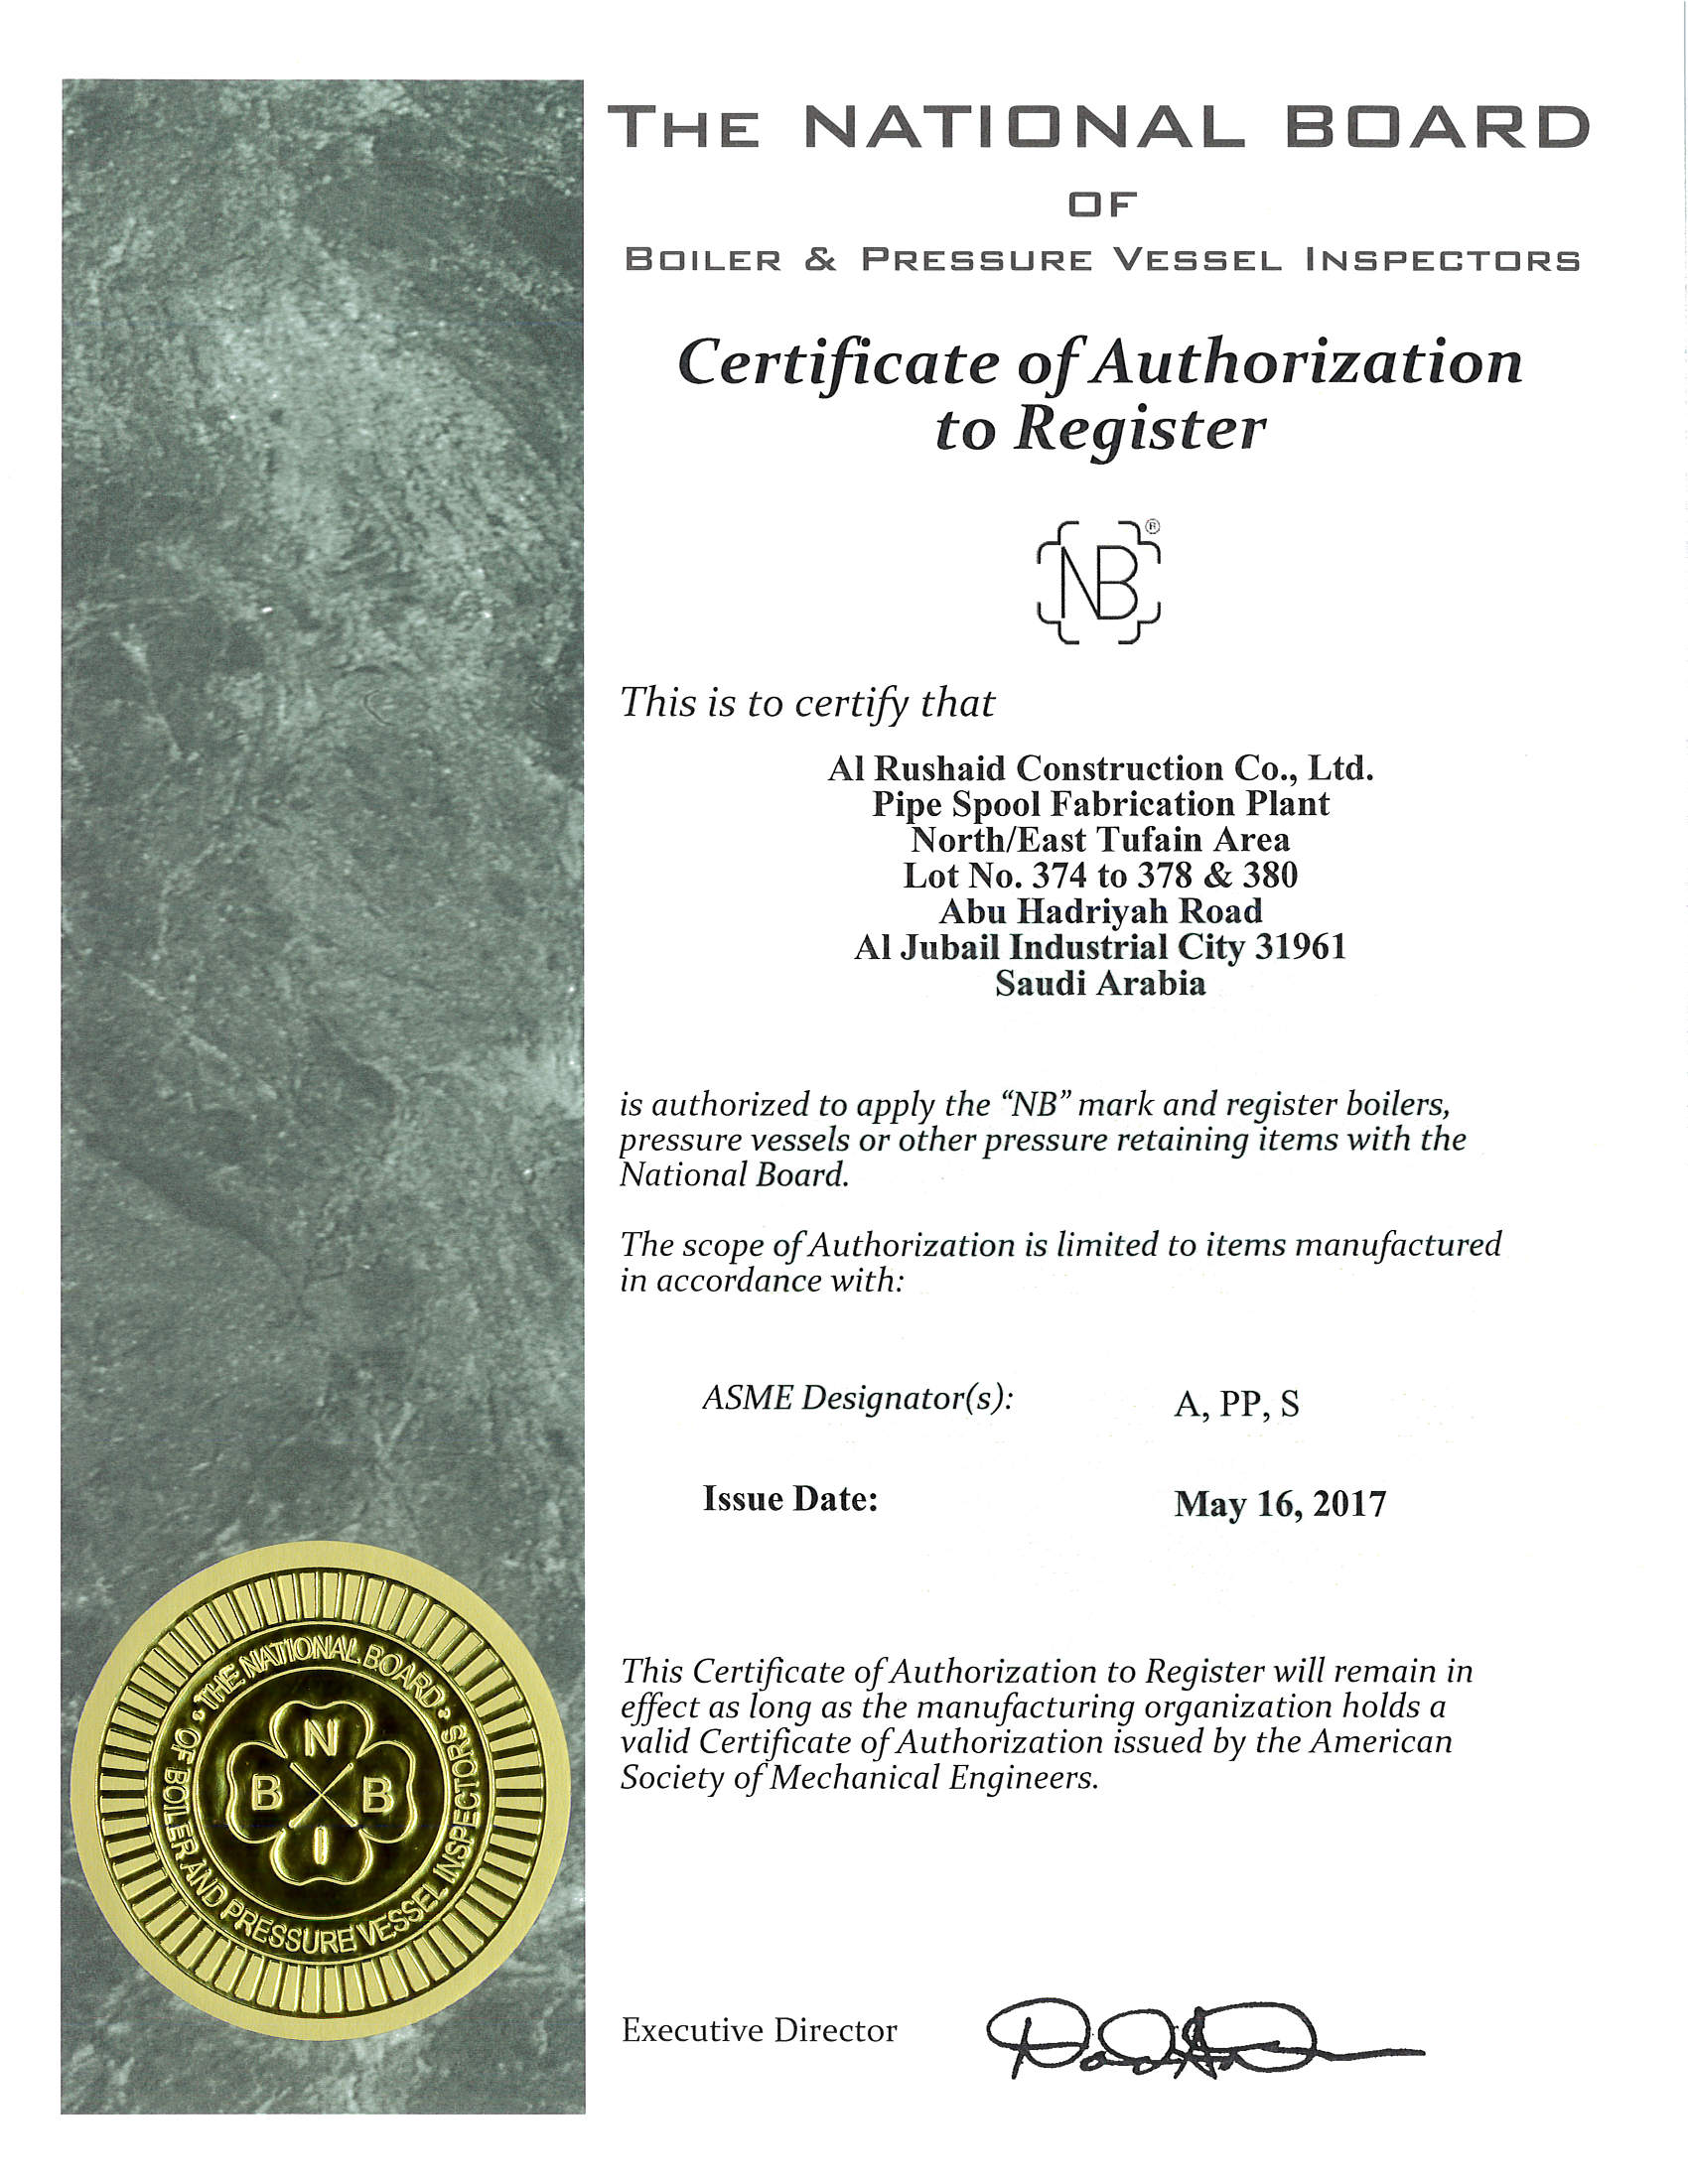 THE NATIONAL BOARD
OF
BOILER & PRESSURE VESSEL INSPECTORS
Certificate of Authorization
to Register
NB®
This is to certify that
Al Rushaid Construction Co., Ltd.
Pipe Spool Fabrication Plant
North/East Tufain Area
Lot No. 374 to 378 & 380
Abu Hadriyah Road
Al Jubail Industrial City 31961
Saudi Arabia
is authorized to apply the “NB” mark and register boilers,
pressure vessels or other pressure retaining items with the
National Board.
The scope of Authorization is limited to items manufactured
in accordance with:
ASME Designator(s): A, PP, S
Issue Date: May 16, 2017
This Certificate of Authorization to Register will remain in
effect as long as the manufacturing organization holds a
valid Certificate of Authorization issued by the American
Society of Mechanical Engineers.
THE NATIONAL BOARD
OF BOILER AND PRESSURE VESSEL INSPECTORS
N
B B
I
Executive Director